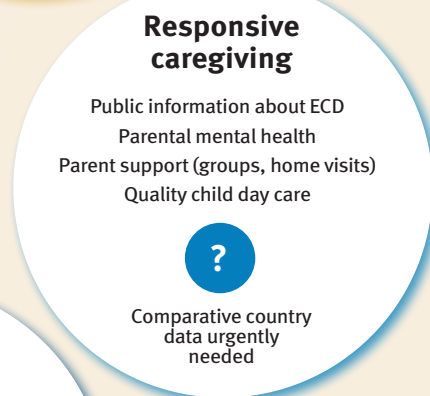 Responsive
caregiving
Public information about ECD
Parental mental health
Parent support (groups, home visits)
Quality child day care
?
Comparative country
data urgently
needed